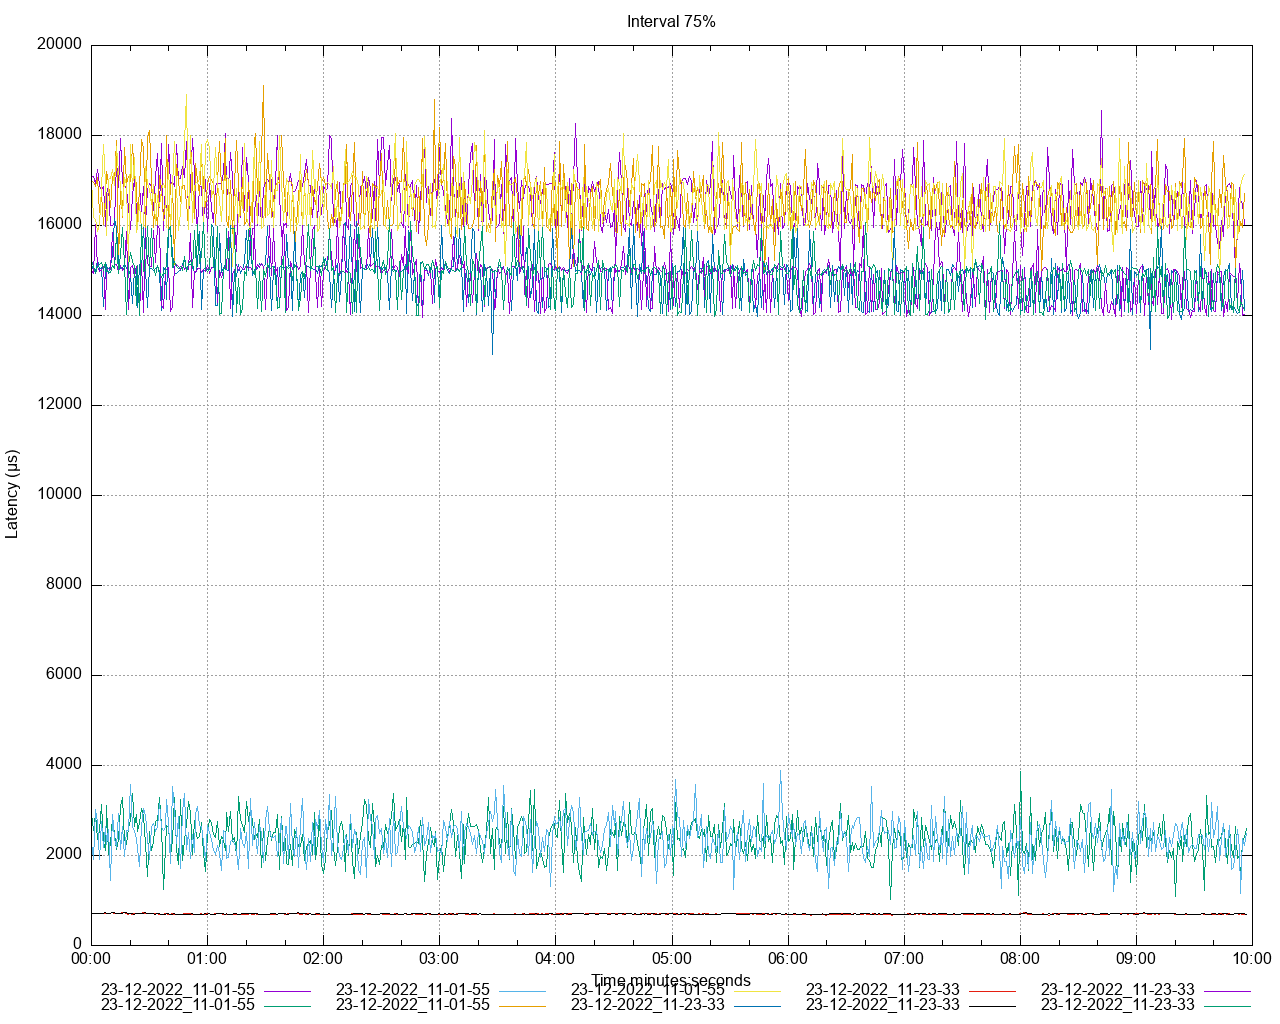 Interval 75%
20000
18000
16000
14000
12000
10000
8000
6000
4000
2000
0
Latency (µs)
00:00 01:00 02:00 03:00 04:00 05:00 06:00 07:00 08:00 09:00 10:00
Time minutes:seconds
23-12-2022_11-01-55 23-12-2022_11-01-55 23-12-2022_11-01-55 23-12-2022_11-23-33 23-12-2022_11-23-33
23-12-2022_11-01-55 23-12-2022_11-01-55 23-12-2022_11-23-33 23-12-2022_11-23-33 23-12-2022_11-23-33